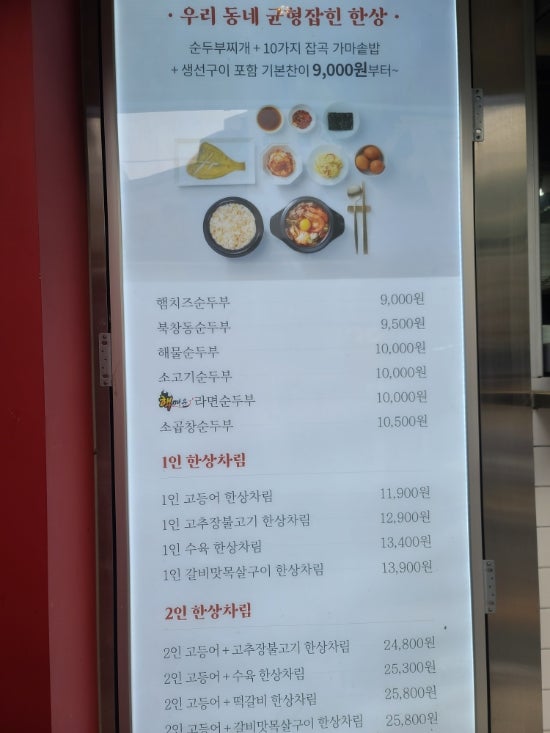 · 우리 동네 균형잡힌 한상 ·
순두부찌개 + 10가지 잡곡 가마솥밥
+ 생선구이 포함 기본찬이 9,000원부터~
햄치즈순두부 9,000원
북창동순두부 9,500원
해물순두부 10,000원
소고기순두부 10,000원
핵매운 라면순두부 10,000원
소곱창순두부 10,500원
1인 한상차림
1인 고등어 한상차림 11,900원
1인 고추장불고기 한상차림 12,900원
1인 수육 한상차림 13,400원
1인 갈비맛목살구이 한상차림 13,900원
2인 한상차림
2인 고등어 + 고추장불고기 한상차림 24,800원
2인 고등어 + 수육 한상차림 25,300원
2인 고등어 + 떡갈비 한상차림 25,800원
2인 고등어 + 갈비맛목살구이 한상차림 25,800원